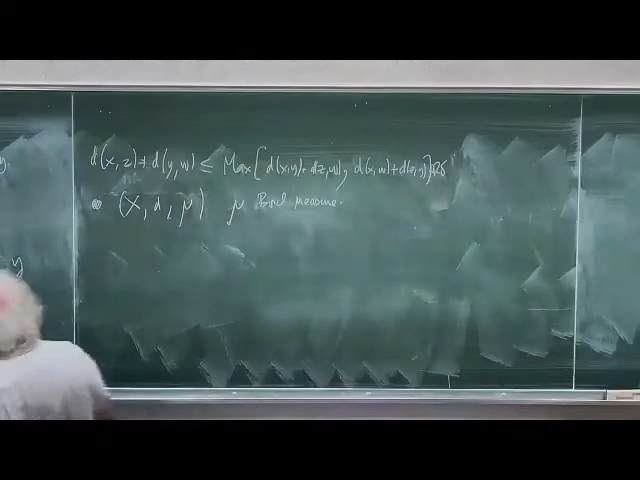 y.
d(x,z)+d(y,w) ≤ Max[d(x,y)+d(z,w), d(x,w)+d(z,y)]+2δ
• (X, d, μ) μ Borel measure.
y